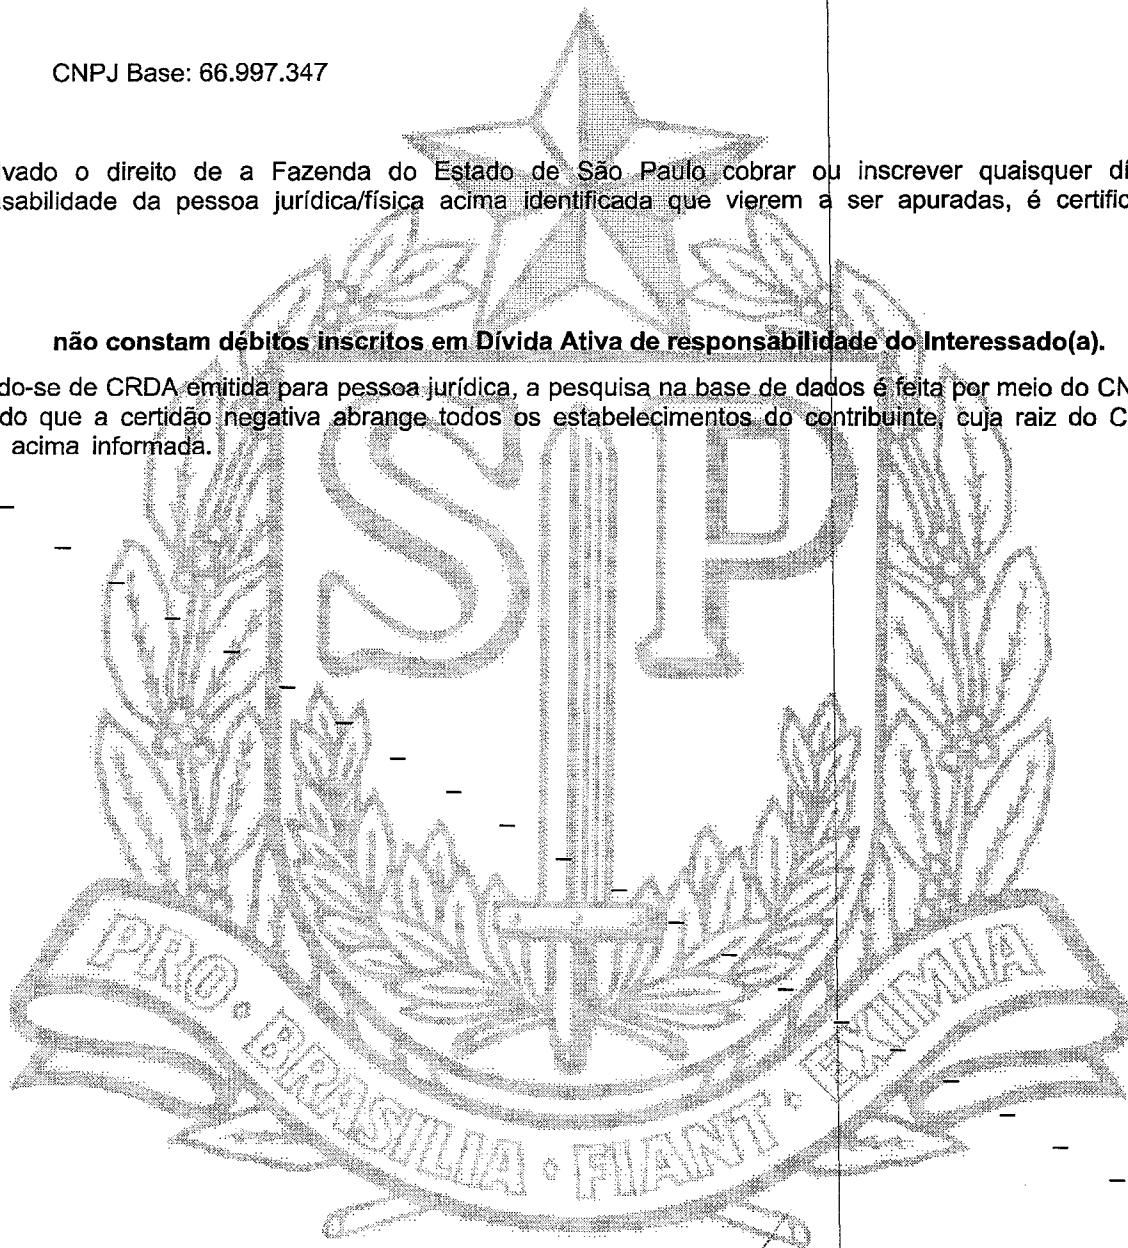 CNPJ Base: 66.997.347
lvado o direito de a Fazenda do Estado de São Paulo cobrar ou inscrever quaisquer dí
sabilidade da pessoa jurídica/física acima identificada que vierem a ser apuradas, é certific
não constam débitos inscritos em Dívida Ativa de responsabilidade do Interessado(a).
do-se de CRDA emitida para pessoa jurídica, a pesquisa na base de dados é feita por meio do CN
do que a certidão negativa abrange todos os estabelecimentos do contribuinte, cuja raiz do C
acima informada.
SP
PRO · BRASILIA · FIANT · EXIMIA